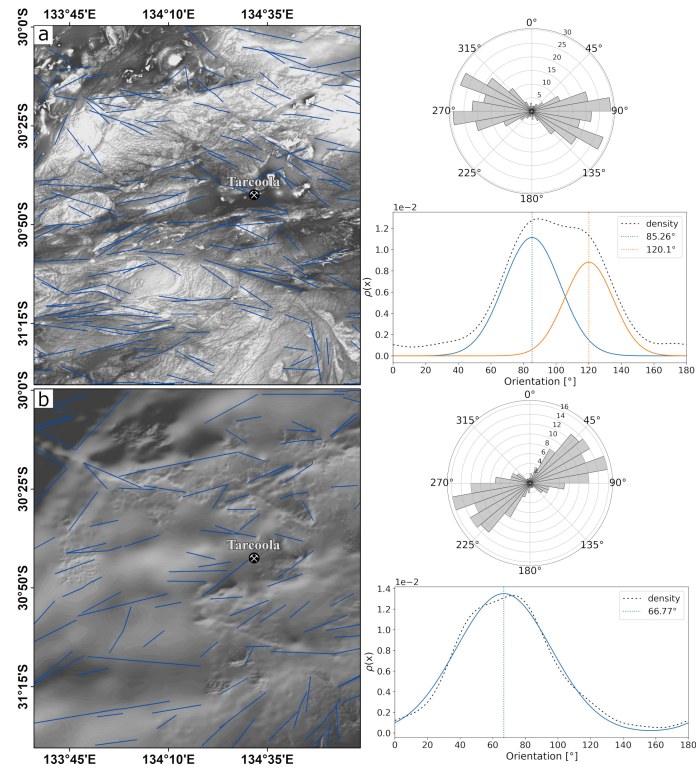 133°45'E 134°10'E 134°35'E
a
30°0'S
30°25'S
30°50'S
31°15'S
Tarcoola
0°
45°
90°
135°
180°
225°
270°
315°
5
10
15
20
25
30
1e−2
ρ(x)
1.2
1.0
0.8
0.6
0.4
0.2
0.0
density
85.26°
120.1°
0 20 40 60 80 100 120 140 160 180
Orientation [°]
b
30°0'S
30°25'S
30°50'S
31°15'S
Tarcoola
133°45'E 134°10'E 134°35'E
0°
45°
90°
135°
180°
225°
270°
315°
2
4
6
8
10
12
14
16
1e−2
ρ(x)
1.4
1.2
1.0
0.8
0.6
0.4
0.2
0.0
density
66.77°
0 20 40 60 80 100 120 140 160 180
Orientation [°]